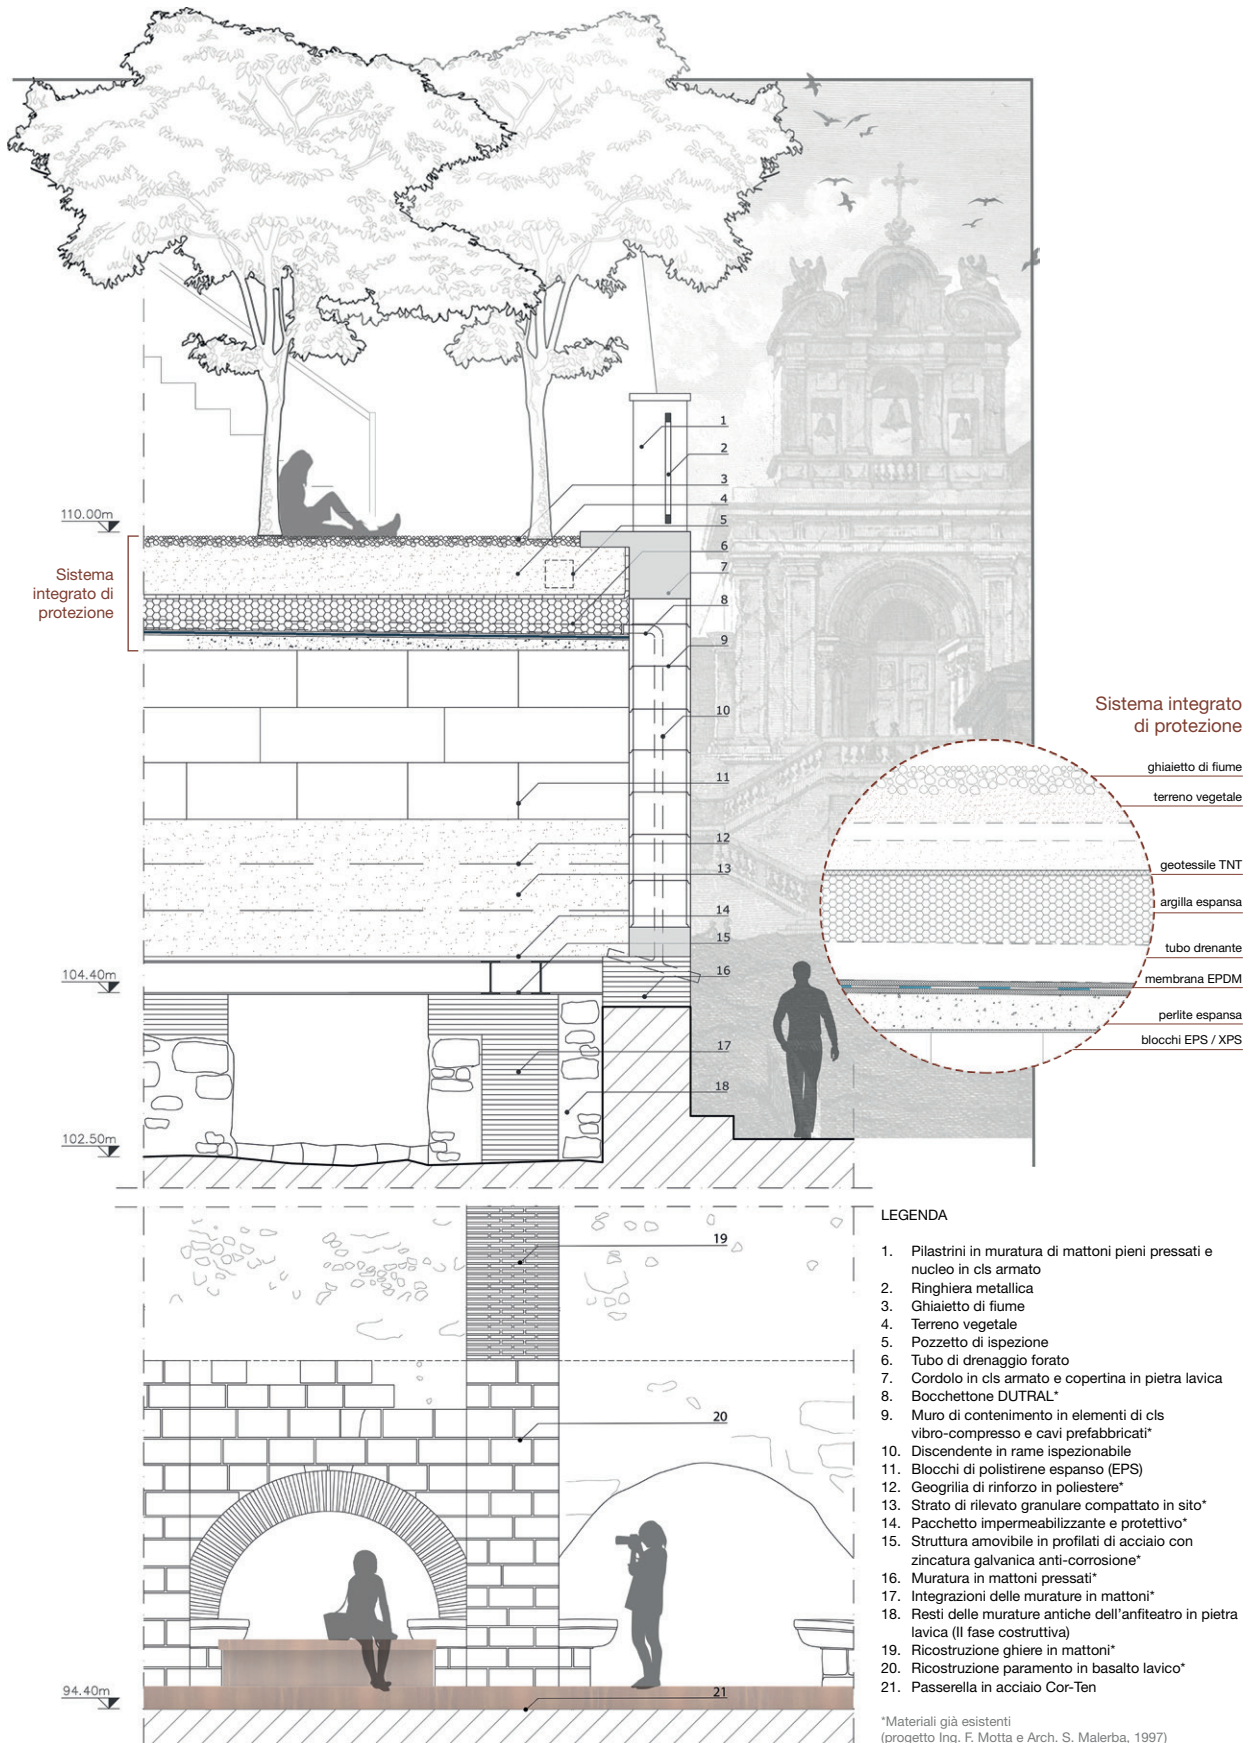 1
2
3
4
5
6
7
8
9
10
11
12
13
14
15
16
17
18
19
20
21
110.00m
Sistema
integrato di
protezione
104.40m
102.50m
94.40m
Sistema integrato
di protezione
ghiaietto di fiume
terreno vegetale
geotessile TNT
argilla espansa
tubo drenante
membrana EPDM
perlite espansa
blocchi EPS / XPS
LEGENDA
1. Pilastrini in muratura di mattoni pieni pressati e
nucleo in cls armato
2. Ringhiera metallica
3. Ghiaietto di fiume
4. Terreno vegetale
5. Pozzetto di ispezione
6. Tubo di drenaggio forato
7. Cordolo in cls armato e copertina in pietra lavica
8. Bocchettone DUTRAL*
9. Muro di contenimento in elementi di cls
vibro-compresso e cavi prefabbricati*
10. Discendente in rame ispezionabile
11. Blocchi di polistirene espanso (EPS)
12. Geogrilia di rinforzo in poliestere*
13. Strato di rilevato granulare compattato in sito*
14. Pacchetto impermeabilizzante e protettivo*
15. Struttura amovibile in profilati di acciaio con
zincatura galvanica anti-corrosione*
16. Muratura in mattoni pressati*
17. Integrazioni delle murature in mattoni*
18. Resti delle murature antiche dell'anfiteatro in pietra
lavica (II fase costruttiva)
19. Ricostruzione ghiere in mattoni*
20. Ricostruzione paramento in basalto lavico*
21. Passerella in acciaio Cor-Ten
*Materiali già esistenti
(progetto Ing. F. Motta e Arch. S. Malerba, 1997)